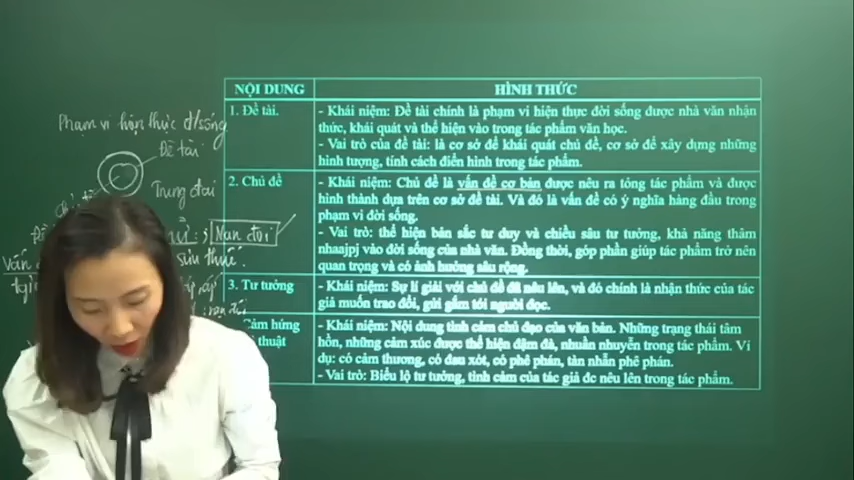 NỘI DUNG
HÌNH THỨC
1. Đề tài.
- Khái niệm: Đề tài chính là phạm vi hiện thực đời sống được nhà văn nhận
thức, khái quát và thể hiện vào trong tác phẩm văn học.
- Vai trò của đề tài: là cơ sở để khái quát chủ đề, cơ sở để xây dựng những
hình tượng, tính cách điển hình trong tác phẩm.
2. Chủ đề
- Khái niệm: Chủ đề là vấn đề cơ bản được nêu ra tỏng tác phẩm và được
hình thành dựa trên cơ sở đề tài. Và đó là vấn đề có ý nghĩa hàng đầu trong
phạm vi đời sống.
- Vai trò: thể hiện bản sắc tư duy và chiều sâu tư tưởng, khả năng thâm
nhaajpj vào đời sống của nhà văn. Đồng thời, góp phần giúp tác phẩm trở nên
quan trọng và có ảnh hưởng sâu rộng.
3. Tư tưởng
- Khái niệm: Sự lí giải với chủ đề đã nêu lên, và đó chính là nhận thức của tác
giả muốn trao đổi, gửi gắm tới người đọc.
Cảm hứng
thuật
- Khái niệm: Nội dung tình cảm chủ đạo của văn bản. Những trạng thái tâm
hồn, những cảm xúc được thể hiện đậm đà, nhuần nhuyễn trong tác phẩm. Ví
dụ: có cảm thương, có đau xót, có phê phán, tàn nhẫn phê phán.
- Vai trò: Biểu lộ tư tưởng, tình cảm của tác giả đc nêu lên trong tác phẩm.
Phạm vi hiện thực đ/sống
Đề tài
Trung đại
Nạn đói
văn